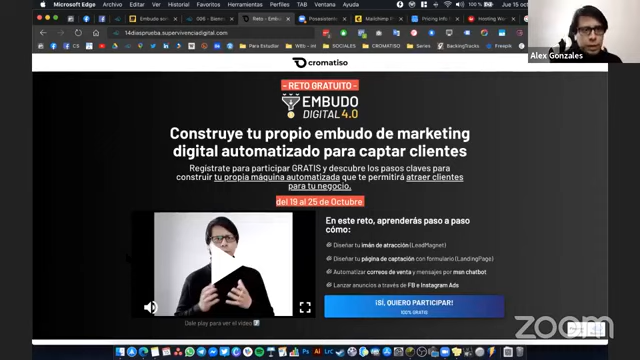 Microsoft Edge Archivo Editar Ver Historial Favoritos Herramientas Perfiles Tab Ayuda 100 %
14diasprueba.supervivenciadigital.com
Para Estudiar SOCIALES CROMATISO Clientes BackingTracks Freepik
Alex Gonzales
cromatiso
- RETO GRATUITO -
EMBUDO
DIGITAL 4.0
Construye tu propio embudo de marketing
digital automatizado para captar clientes
Regístrate para participar GRATIS y descubre los pasos claves para
construir tu propia máquina automatizada que te permitirá atraer clientes
para tu negocio.
del 19 al 25 de Octubre
En este reto, aprenderás paso a paso
cómo:
Diseñar tu imán de atracción (LeadMagnet)
Diseñar tu página de captación con formulario (LandingPage)
Automatizar correos de venta y mensajes por msn chatbot
Lanzar anuncios a través de FB e Instagram Ads
¡SÍ, QUIERO PARTICIPAR!
100% GRATIS
Dale play para ver el video
zoom